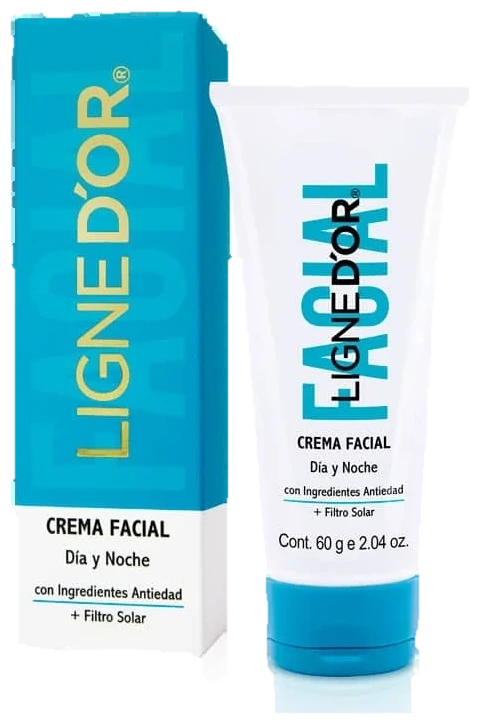 FACIAL
LIGNE D'OR®
CREMA FACIAL
Día y Noche
con Ingredientes Antiedad
+ Filtro Solar
FACIAL
LIGNE D'OR®
CREMA FACIAL
Día y Noche
con Ingredientes Antiedad
+ Filtro Solar
Cont. 60 g e 2.04 oz.